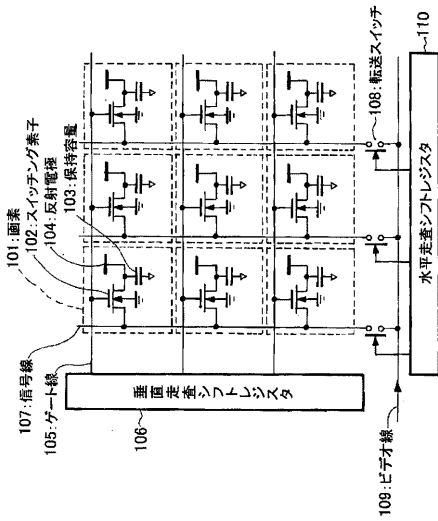 101:画素
102:スイッチング素子
104:反射電極
103:保持容量
107:信号線
105:ゲート線
垂直走査シフトレジスタ
106
108:転送スイッチ
水平走査シフトレジスタ
110
109:ビデオ線